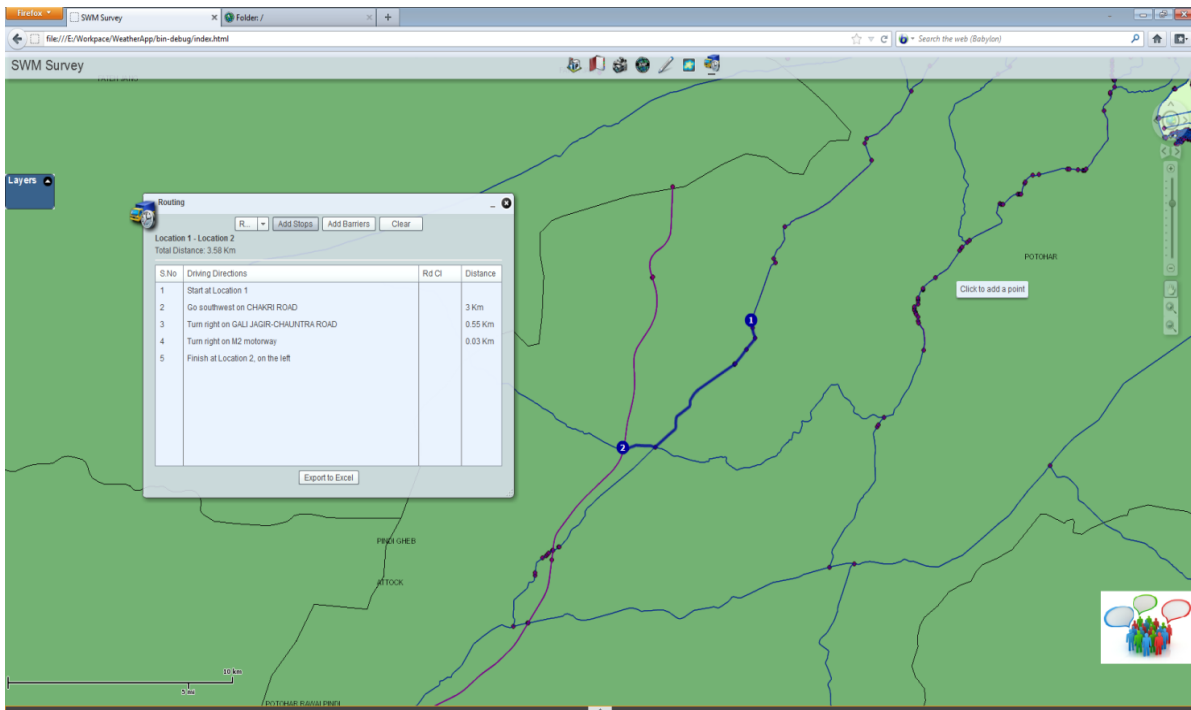 Firefox
SWM Survey
Folder: /
file:///E:/Workpace/WeatherApp/bin-debug/index.html
Search the web (Babylon)
SWM Survey
Layers
Routing
R...
Add Stops
Add Barriers
Clear
Location 1 - Location 2
Total Distance: 3.58 Km
S.No Driving Directions Rd Cl Distance
1 Start at Location 1
2 Go southwest on CHAKRI ROAD 3 Km
3 Turn right on GALI JAGIR-CHAUNTRA ROAD 0.55 Km
4 Turn right on M2 motorway 0.03 Km
5 Finish at Location 2, on the left
Export to Excel
POTOHAR
Click to add a point
1
2
PINDI GHEB
ATTOCK
10 km
5 mi
POTOHAR RAWALPINDI